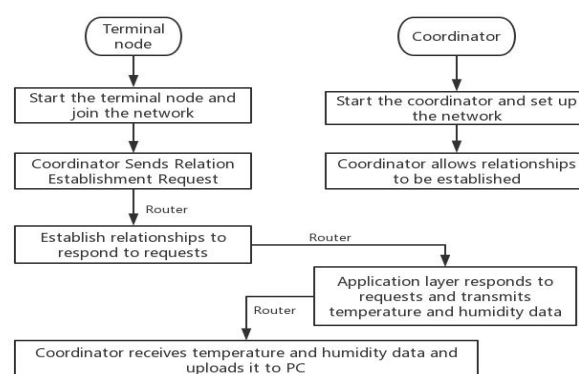 Terminal
node
Coordinator
Start the terminal node and
join the network
Start the coordinator and set up
the network
Coordinator Sends Relation
Establishment Request
Coordinator allows relationships
to be established
Router
Establish relationships to
respond to requests
Router
Application layer responds to
requests and transmits
temperature and humidity data
Router
Coordinator receives temperature and humidity data and
uploads it to PC